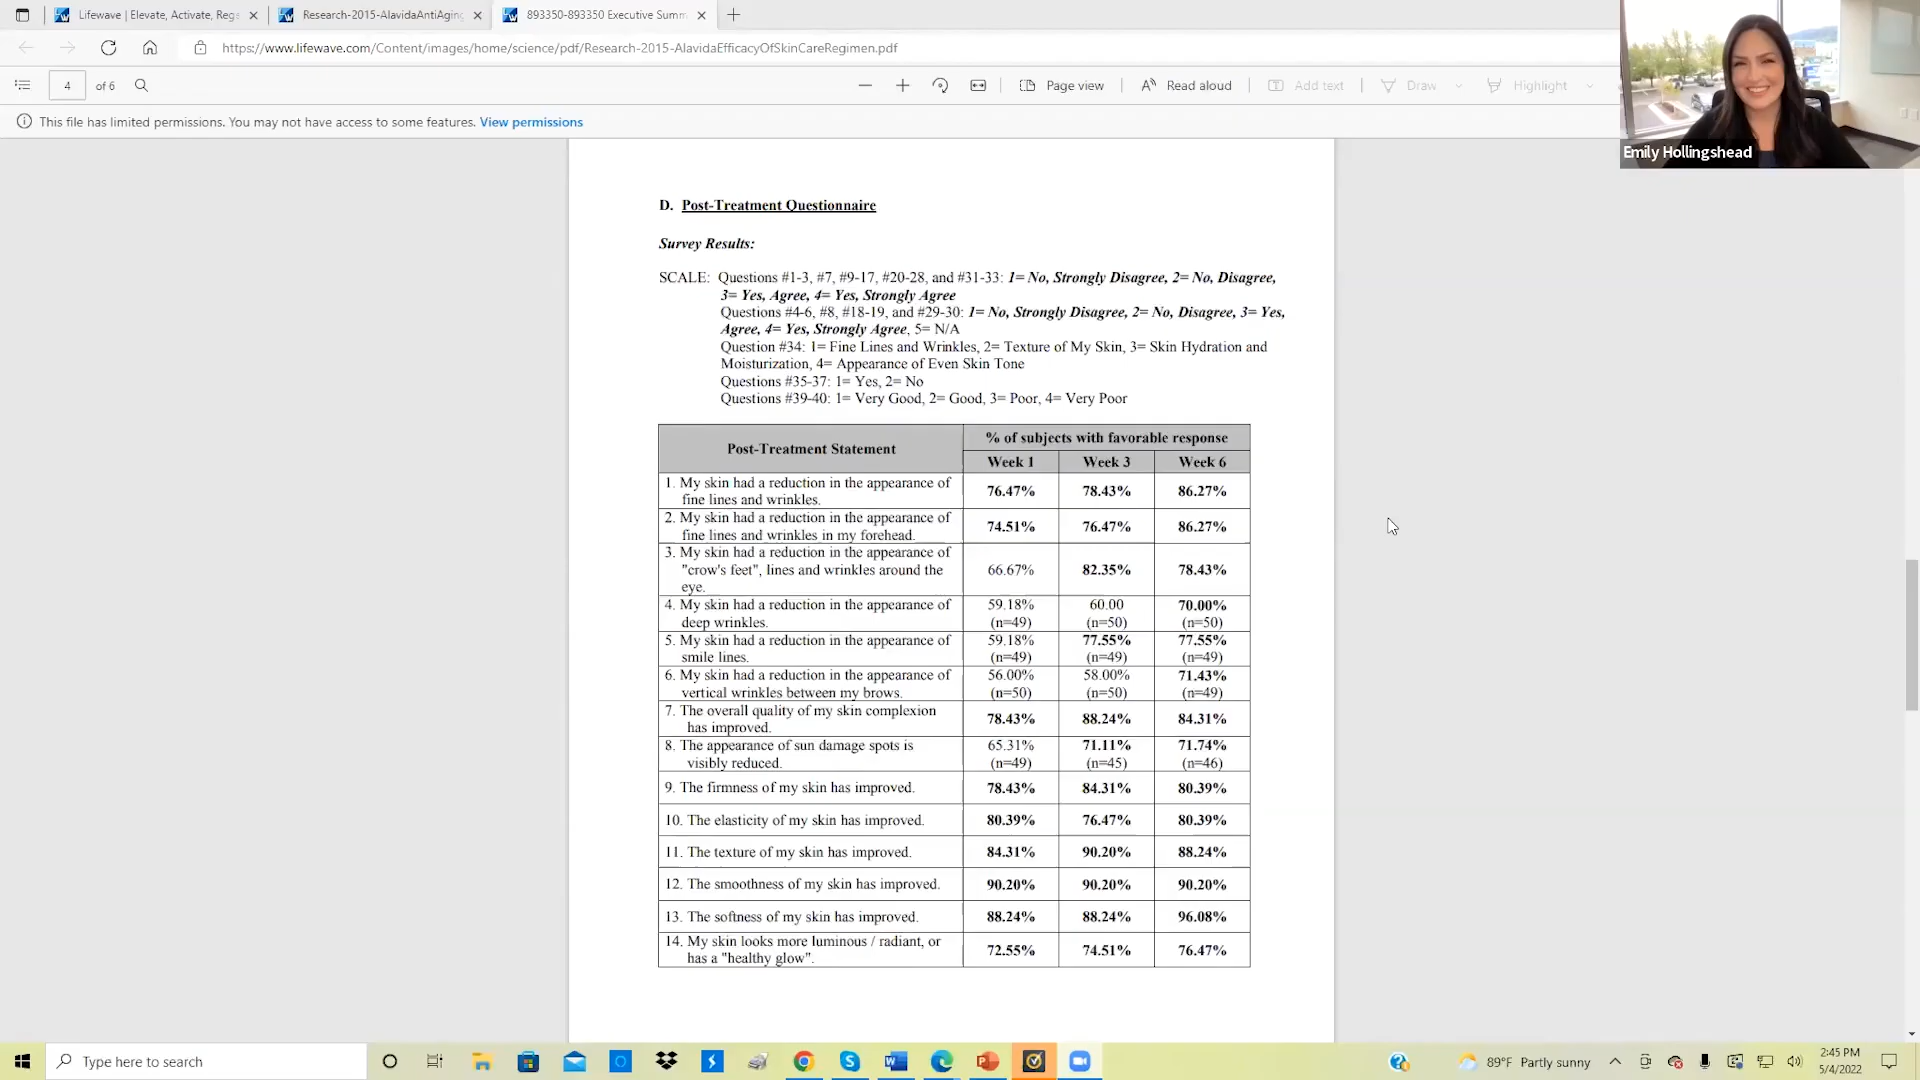 Lifewave | Elevate, Activate, Reg
Research-2015-AlavidaAntiAging
893350-893350 Executive Summ
https://www.lifewave.com/Content/images/home/science/pdf/Research-2015-AlavidaEfficacyOfSkinCareRegimen.pdf
4 of 6
Page view
Read aloud
Add text
Draw
Highlight
This file has limited permissions. You may not have access to some features. View permissions
Emily Hollingshead
D. Post-Treatment Questionnaire
Survey Results:
SCALE: Questions #1-3, #7, #9-17, #20-28, and #31-33: 1= No, Strongly Disagree, 2= No, Disagree,
3= Yes, Agree, 4= Yes, Strongly Agree
Questions #4-6, #8, #18-19, and #29-30: 1= No, Strongly Disagree, 2= No, Disagree, 3= Yes,
Agree, 4= Yes, Strongly Agree, 5= N/A
Question #34: 1= Fine Lines and Wrinkles, 2= Texture of My Skin, 3= Skin Hydration and
Moisturization, 4= Appearance of Even Skin Tone
Questions #35-37: 1= Yes, 2= No
Questions #39-40: 1= Very Good, 2= Good, 3= Poor, 4= Very Poor
Post-Treatment Statement
% of subjects with favorable response
Week 1 Week 3 Week 6
1. My skin had a reduction in the appearance of
fine lines and wrinkles.
76.47% 78.43% 86.27%
2. My skin had a reduction in the appearance of
fine lines and wrinkles in my forehead.
74.51% 76.47% 86.27%
3. My skin had a reduction in the appearance of
"crow's feet", lines and wrinkles around the
eye.
66.67% 82.35% 78.43%
4. My skin had a reduction in the appearance of
deep wrinkles.
59.18% 60.00 70.00%
(n=49) (n=50) (n=50)
5. My skin had a reduction in the appearance of
smile lines.
59.18% 77.55% 77.55%
(n=49) (n=49) (n=49)
6. My skin had a reduction in the appearance of
vertical wrinkles between my brows.
56.00% 58.00% 71.43%
(n=50) (n=50) (n=49)
7. The overall quality of my skin complexion
has improved.
78.43% 88.24% 84.31%
8. The appearance of sun damage spots is
visibly reduced.
65.31% 71.11% 71.74%
(n=49) (n=45) (n=46)
9. The firmness of my skin has improved. 78.43% 84.31% 80.39%
10. The elasticity of my skin has improved. 80.39% 76.47% 80.39%
11. The texture of my skin has improved. 84.31% 90.20% 88.24%
12. The smoothness of my skin has improved. 90.20% 90.20% 90.20%
13. The softness of my skin has improved. 88.24% 88.24% 96.08%
14. My skin looks more luminous / radiant, or
has a "healthy glow".
72.55% 74.51% 76.47%
Type here to search
89°F Partly sunny
2:45 PM
5/4/2022